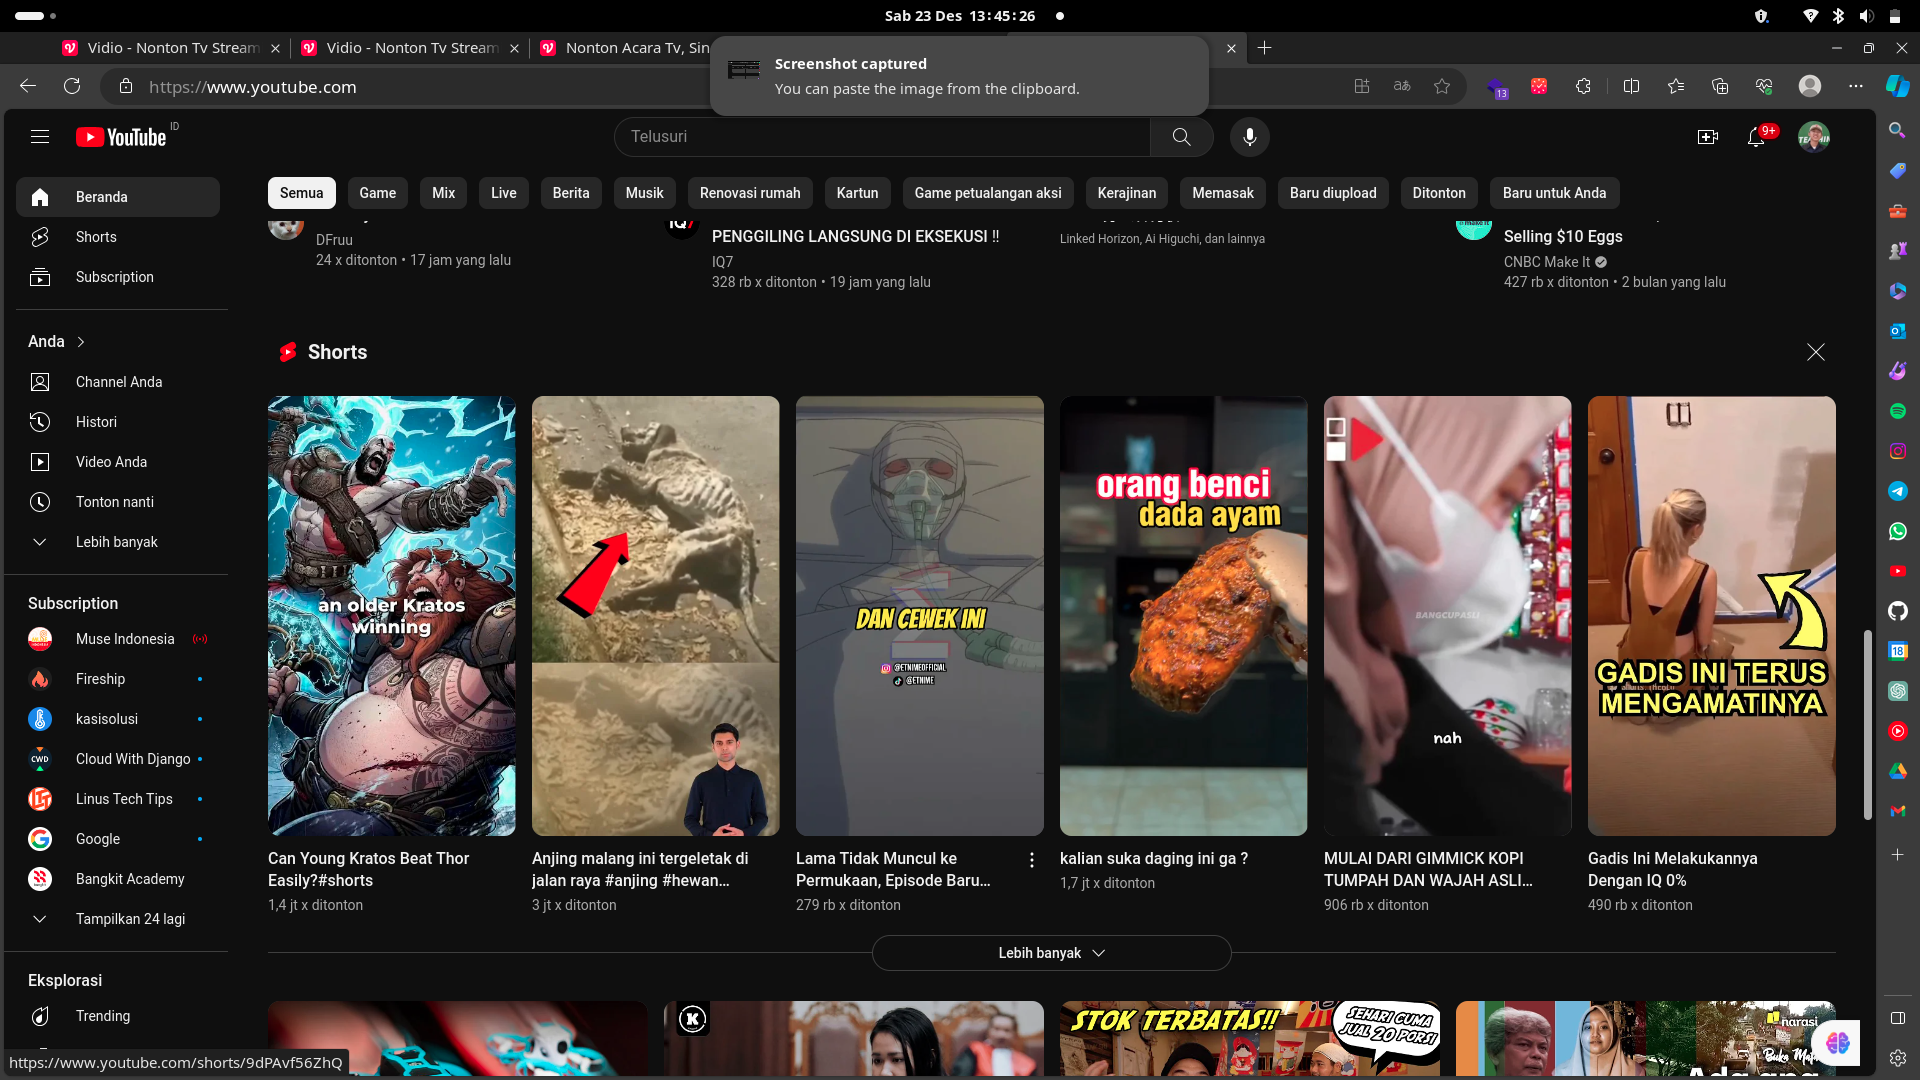 Sab 23 Des 13:45:26
Vidio - Nonton Tv Stream
Vidio - Nonton Tv Stream
Nonton Acara Tv, Sin
Screenshot captured
You can paste the image from the clipboard.
https://www.youtube.com
13
YouTube
ID
Telusuri
9+
Semua
Game
Mix
Live
Berita
Musik
Renovasi rumah
Kartun
Game petualangan aksi
Kerajinan
Memasak
Baru diupload
Ditonton
Baru untuk Anda
Beranda
Shorts
Subscription
Anda
Channel Anda
Histori
Video Anda
Tonton nanti
Lebih banyak
Subscription
Muse Indonesia
Fireship
kasisolusi
CWD
Cloud With Django
Linus Tech Tips
Google
Bangkit Academy
Tampilkan 24 lagi
Eksplorasi
Trending
DFruu
24 x ditonton • 17 jam yang lalu
IQ7
PENGGILING LANGSUNG DI EKSEKUSI ‼
IQ7
328 rb x ditonton • 19 jam yang lalu
Linked Horizon, Ai Higuchi, dan lainnya
Selling $10 Eggs
CNBC Make It
427 rb x ditonton • 2 bulan yang lalu
Shorts
an older Kratos
winning
Can Young Kratos Beat Thor
Easily?#shorts
1,4 jt x ditonton
Anjing malang ini tergeletak di
jalan raya #anjing #hewan...
3 jt x ditonton
DAN CEWEK INI
@ETNIMEOFFICIAL
@ETNIME
Lama Tidak Muncul ke
Permukaan, Episode Baru...
279 rb x ditonton
orang benci
dada ayam
kalian suka daging ini ga ?
1,7 jt x ditonton
BANGCUPASLI
nah
MULAI DARI GIMMICK KOPI
TUMPAH DAN WAJAH ASLI...
906 rb x ditonton
GADIS INI TERUS
MENGAMATINYA
Gadis Ini Melakukannya
Dengan IQ 0%
490 rb x ditonton
Lebih banyak
K
STOK TERBATAS!!
SEHARI CUMA
JUAL 20 PORSI
narasi
Buka Mata
18
https://www.youtube.com/shorts/9dPAvf56ZhQ